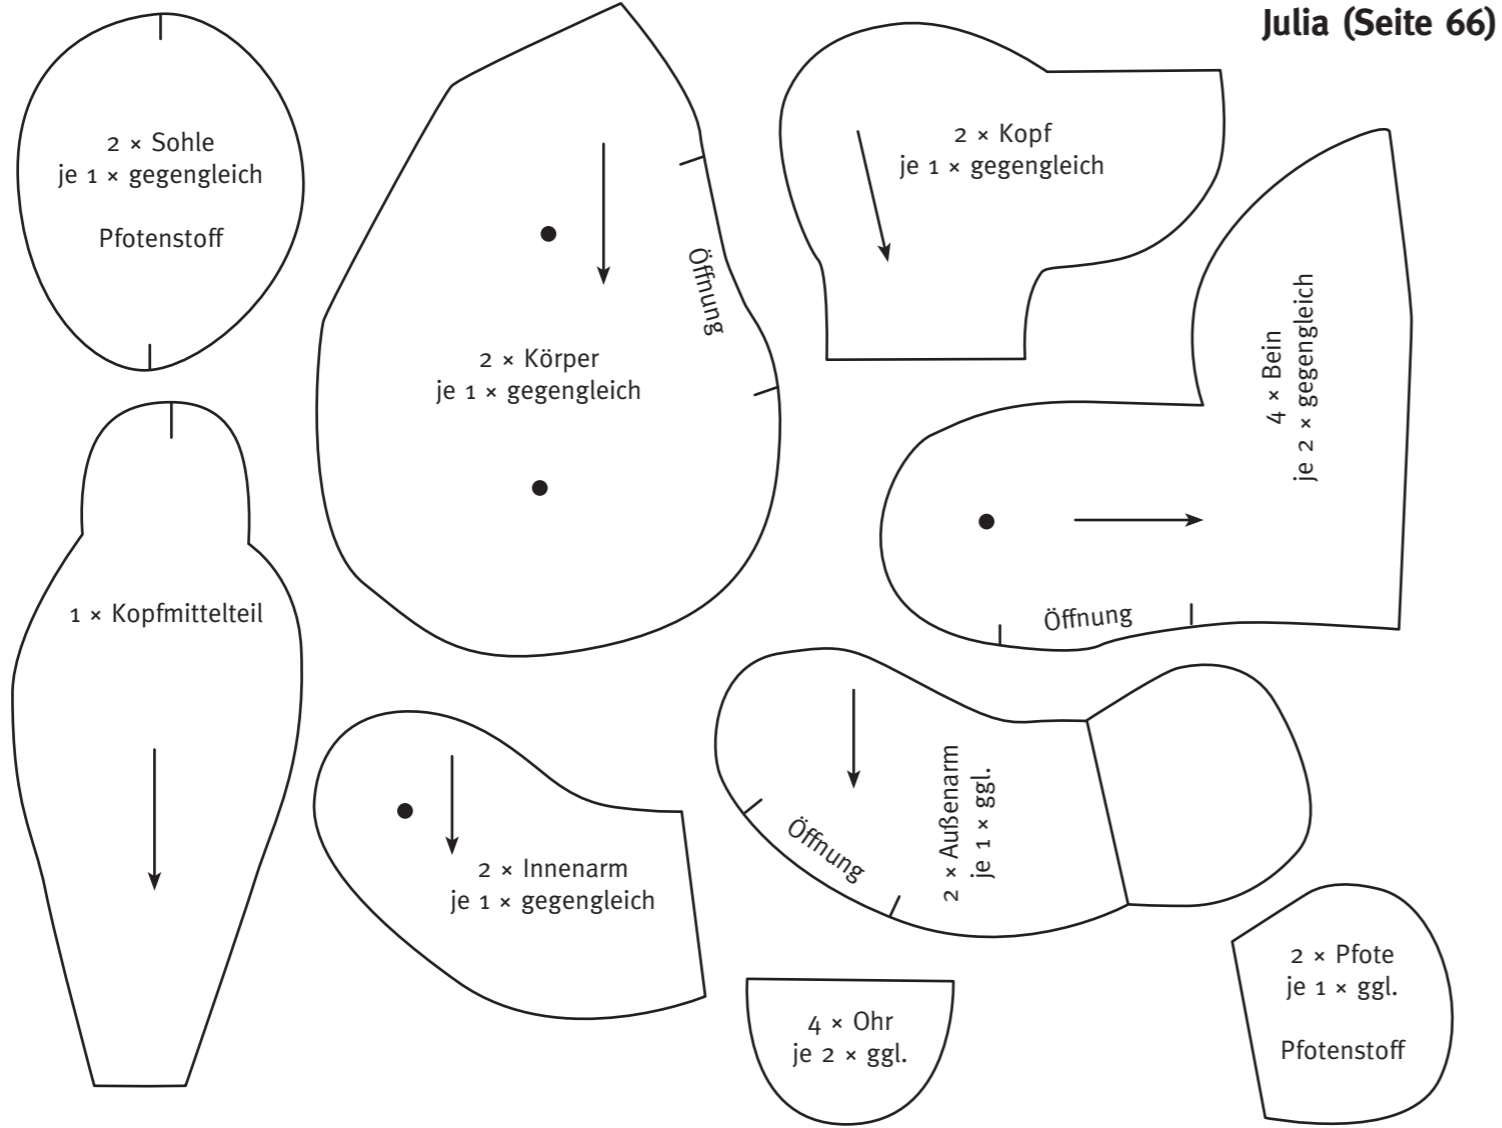 Julia (Seite 66)
2 × Sohle
je 1 × gegengleich
Pfotenstoff
2 × Körper
je 1 × gegengleich
Öffnung
2 × Kopf
je 1 × gegengleich
4 × Bein
je 2 × gegengleich
Öffnung
1 × Kopfmittelteil
2 × Innenarm
je 1 × gegengleich
2 × Außenarm
je 1 × ggl.
Öffnung
4 × Ohr
je 2 × ggl.
2 × Pfote
je 1 × ggl.
Pfotenstoff